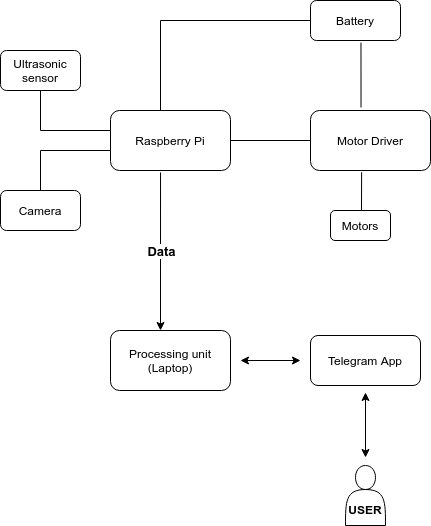 Battery
Ultrasonic
sensor
Raspberry Pi
Motor Driver
Camera
Motors
Data
Processing unit
(Laptop)
Telegram App
USER